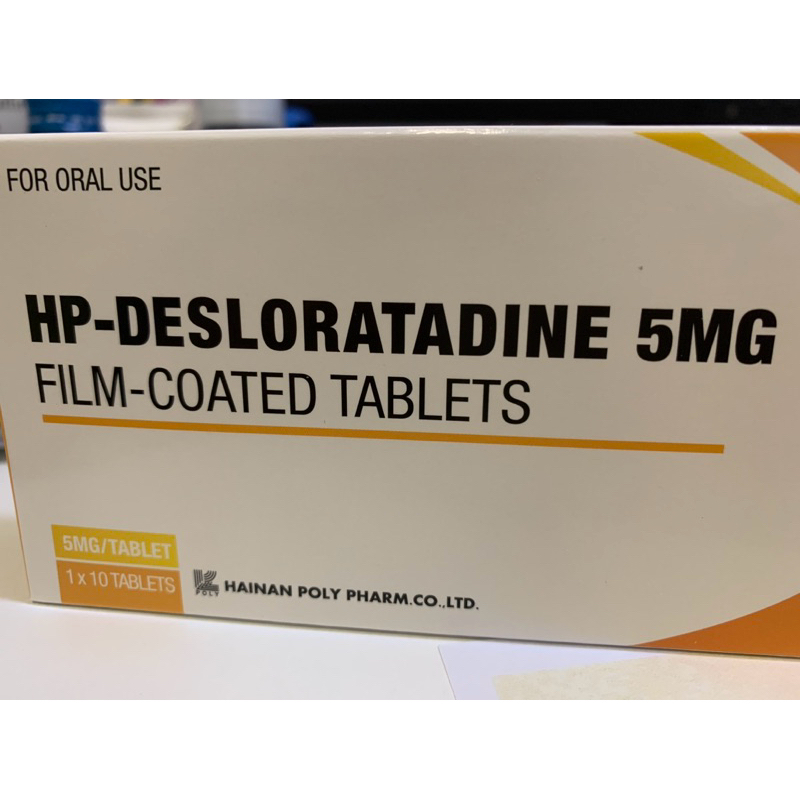 FOR ORAL USE
HP-DESLORATADINE 5MG
FILM-COATED TABLETS
5MG/TABLET
1 x 10 TABLETS
POLY
HAINAN POLY PHARM.CO.,LTD.